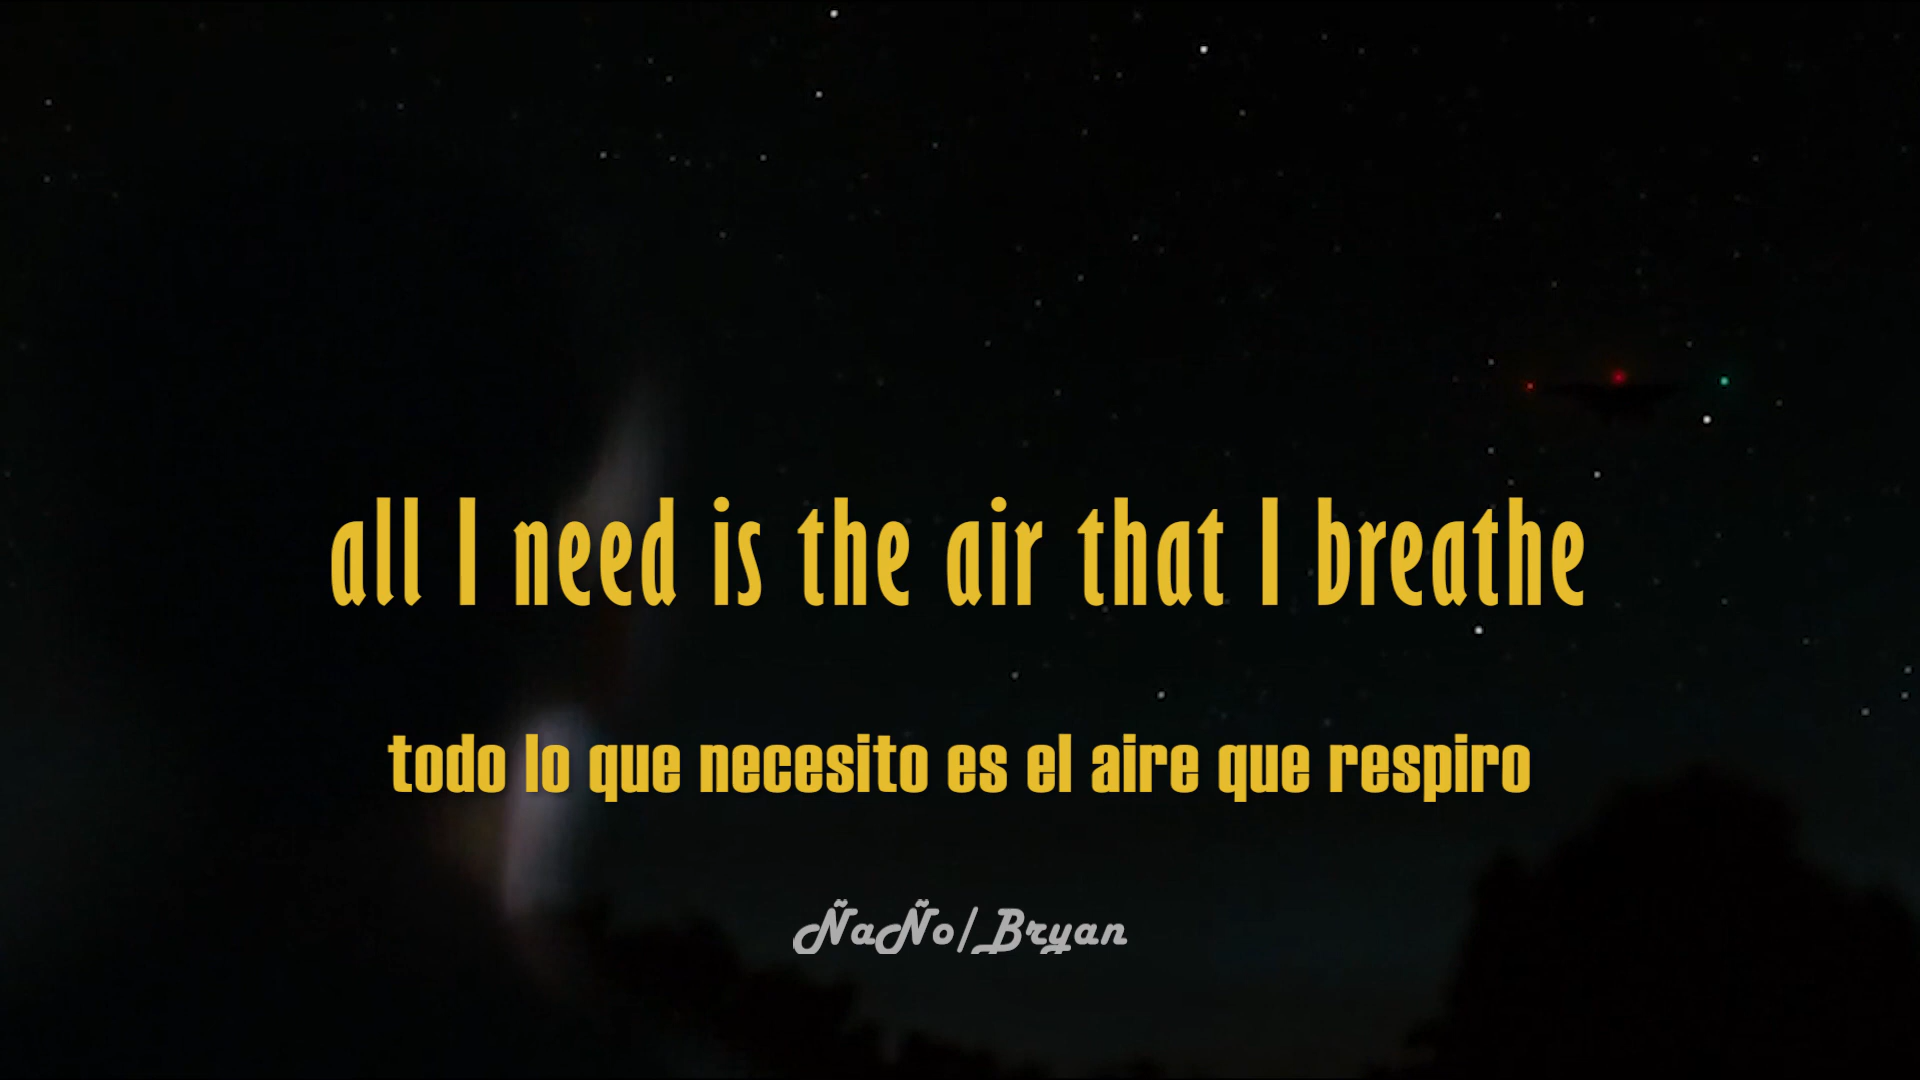 all I need is the air that I breathe
todo lo que necesito es el aire que respiro
ÑaÑo/Bryan